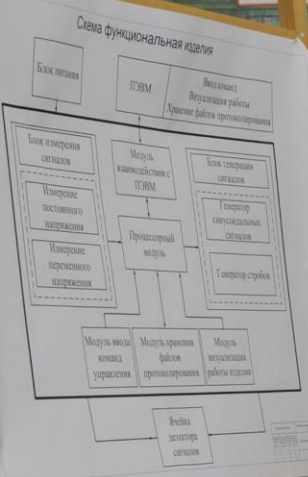 Схема функциональная изделия
Блок питания
ПЭВМ
Ввод команд
Визуализация работы
Хранение файлов протоколирования
Блок измерения
сигналов
Измерение
постоянного
напряжения
Измерение
переменного
напряжения
Модуль
взаимодействия с
ПЭВМ
Процессорный
модуль
Блок генерации
сигналов
Генератор
синусоидальных
сигналов
Генератор стробов
Модуль ввода
команд
управления
Модуль хранения
файлов
протоколирования
Модуль
визуализации
работы изделия
Ячейка
детектора
сигналов